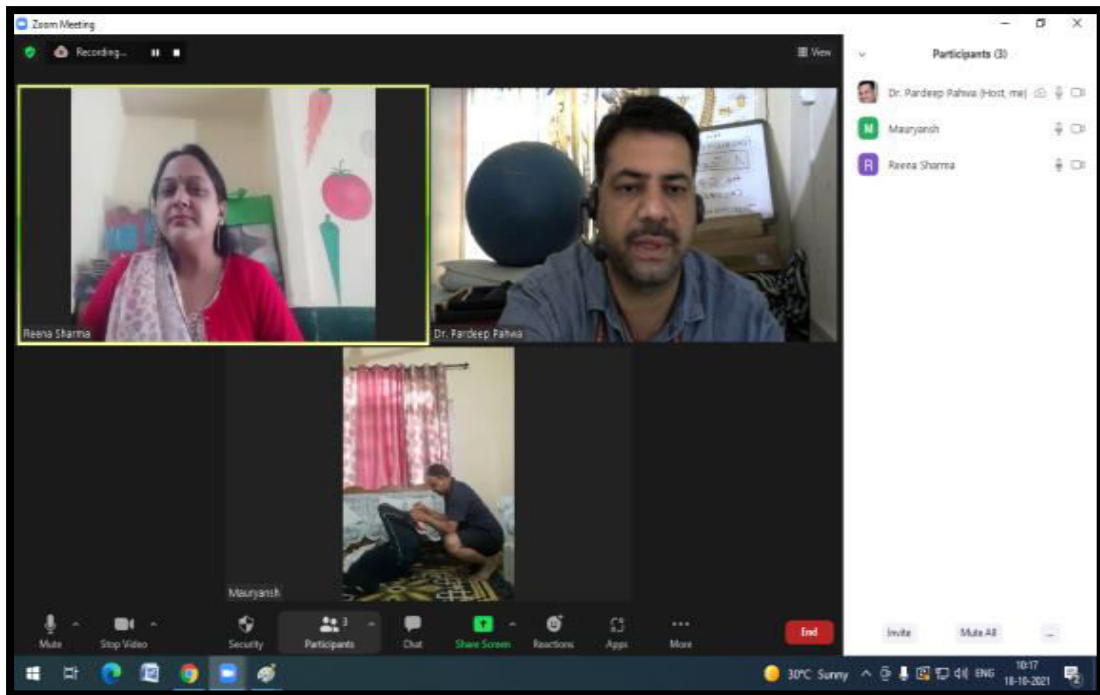 Zoom Meeting
Recording...
View
Participants (3)
Dr. Pardeep Pahwa (Host, me)
M Mauryansh
R Reena Sharma
Reena Sharma
Dr. Pardeep Pahwa
Mauryansh
Mute
Stop Video
Security
Participants
3
Chat
Share Screen
Reactions
Apps
More
End
Invite
Mute All
...
30°C Sunny
ENG
10:17
18-10-2021
2